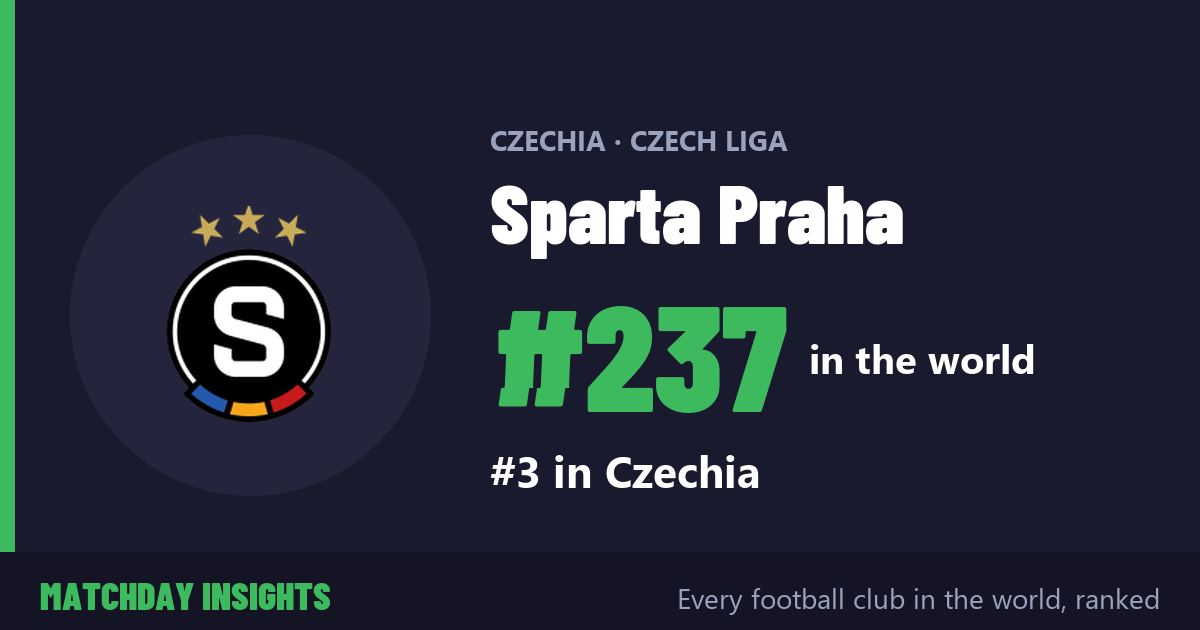 CZECHIA · CZECH LIGA
Sparta Praha
S
#237 in the world
#3 in Czechia
MATCHDAY INSIGHTS
Every football club in the world, ranked